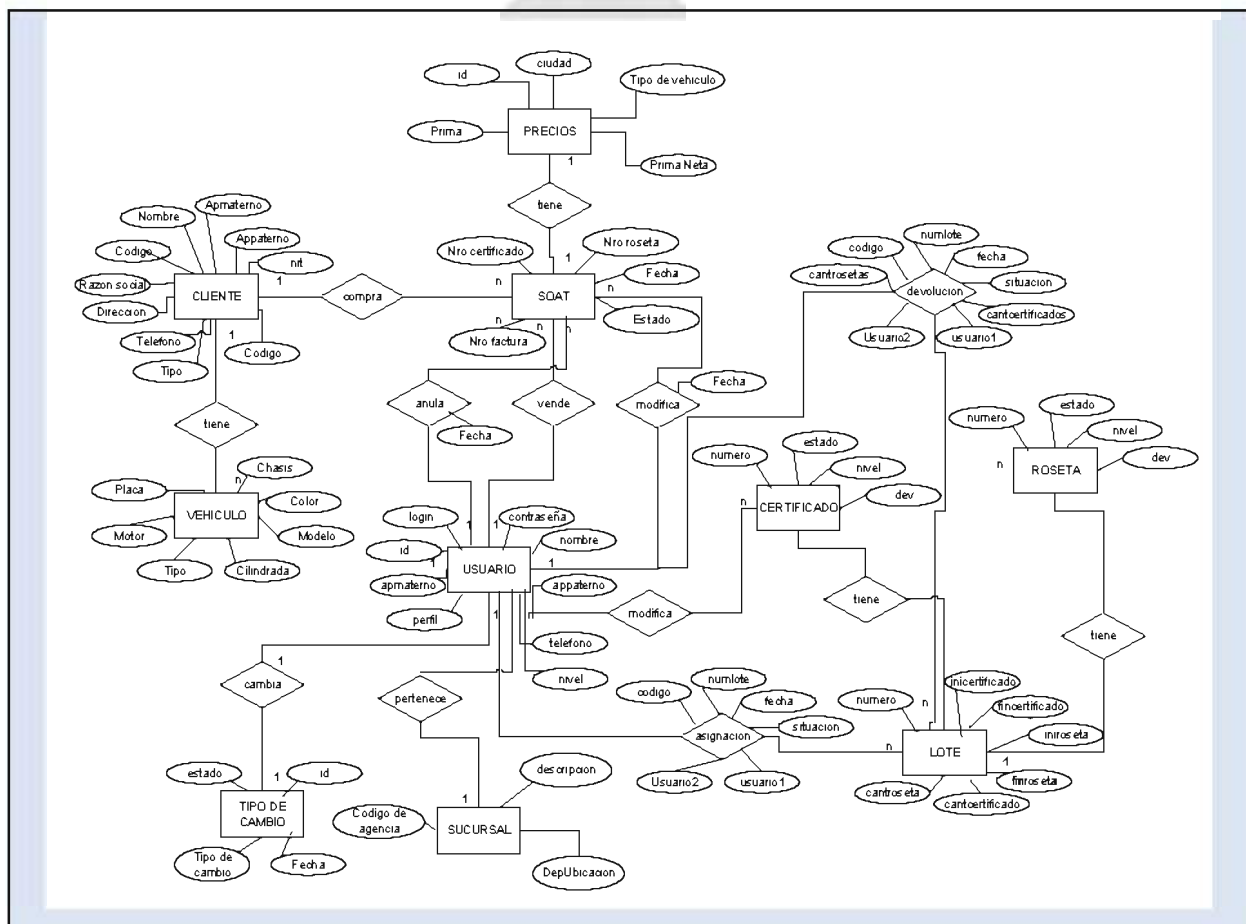 ciudad
id
Tipo de vehiculo
Prima
PRECIOS
1
Prima Neta
tiene
Apmaterno
Nombre
Appaterno
Codigo
nit
1
Razon social
CLIENTE
Direccion
Telefono
1
Codigo
Tipo
compra
Nro certificado
Nro roseta
1
n
SOAT
n
Fecha
Estado
n
n
n
Nro factura
numlote
codigo
fecha
cantrosetas
devolucion
situacion
cantcertificados
Usuario2
usuario1
anula
Fecha
vende
modifica
Fecha
tiene
n
Chasis
Placa
Color
VEHICULO
Motor
Modelo
Tipo
Cilindrada
estado
numero
nivel
n
ROSETA
dev
estado
numero
nivel
n
CERTIFICADO
dev
login
1
1
contraseña
id
nombre
1
USUARIO
1
apmaterno
appaterno
perfil
1
n
telefono
nivel
modifica
tiene
tiene
1
cambia
pertenece
numlote
codigo
fecha
asignacion
situacion
Usuario2
usuario1
n
inicertificado
numero
n
fincertificado
LOTE
iniroseta
1
finroseta
cantroseta
cantcertificado
estado
1
id
TIPO DE
CAMBIO
Tipo de
cambio
Fecha
descripcion
1
Codigo de
agencia
SUCURSAL
DepUbicacion